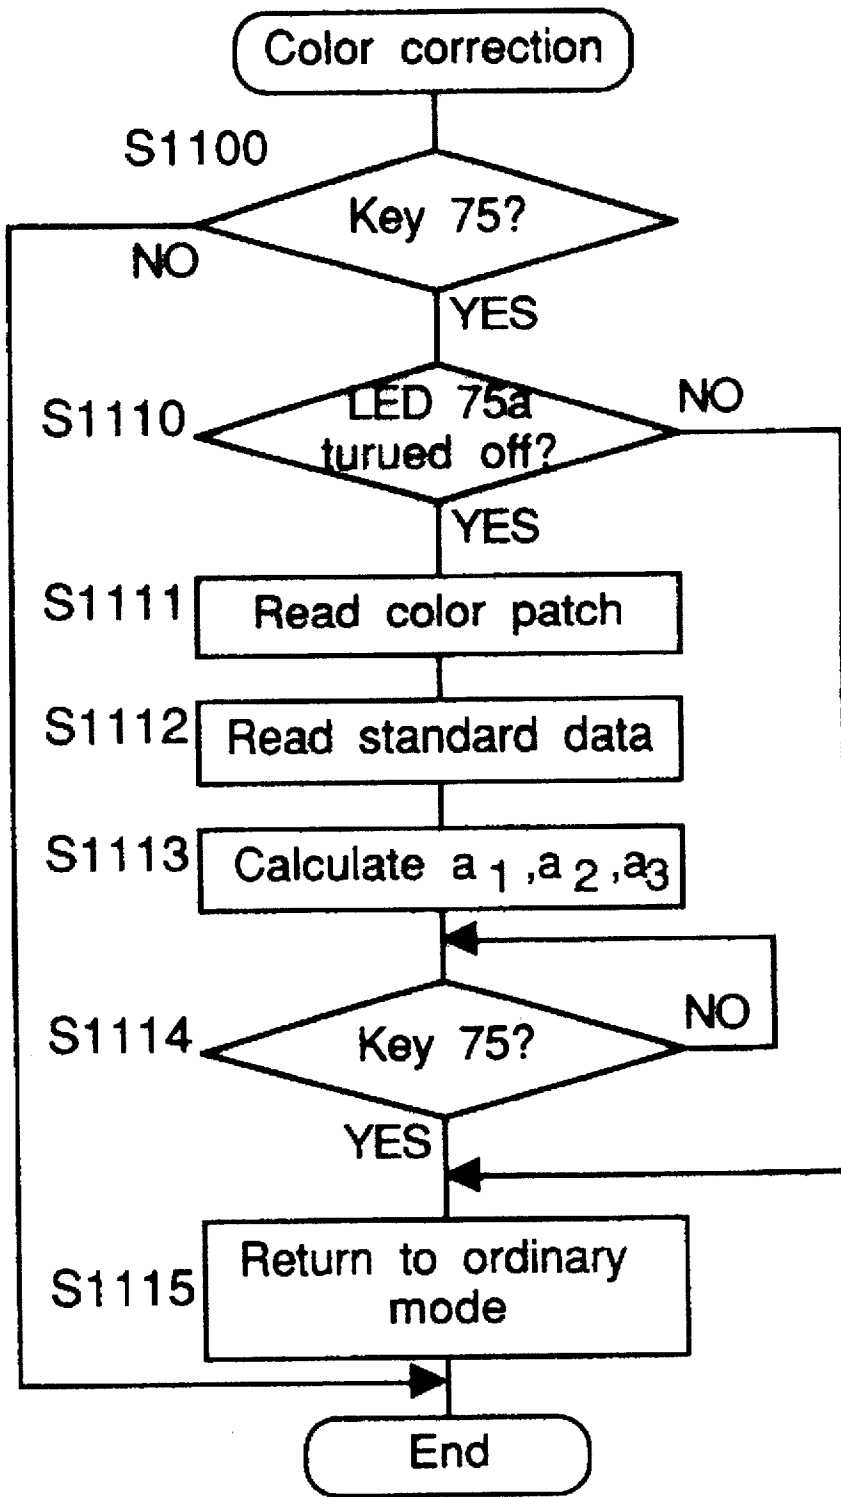 Color correction
S1100
Key 75?
NO
YES
S1110
LED 75a
turued off?
NO
YES
S1111
Read color patch
S1112
Read standard data
S1113
Calculate a 1 ,a 2 ,a3
S1114
Key 75?
NO
YES
S1115
Return to ordinary
mode
End